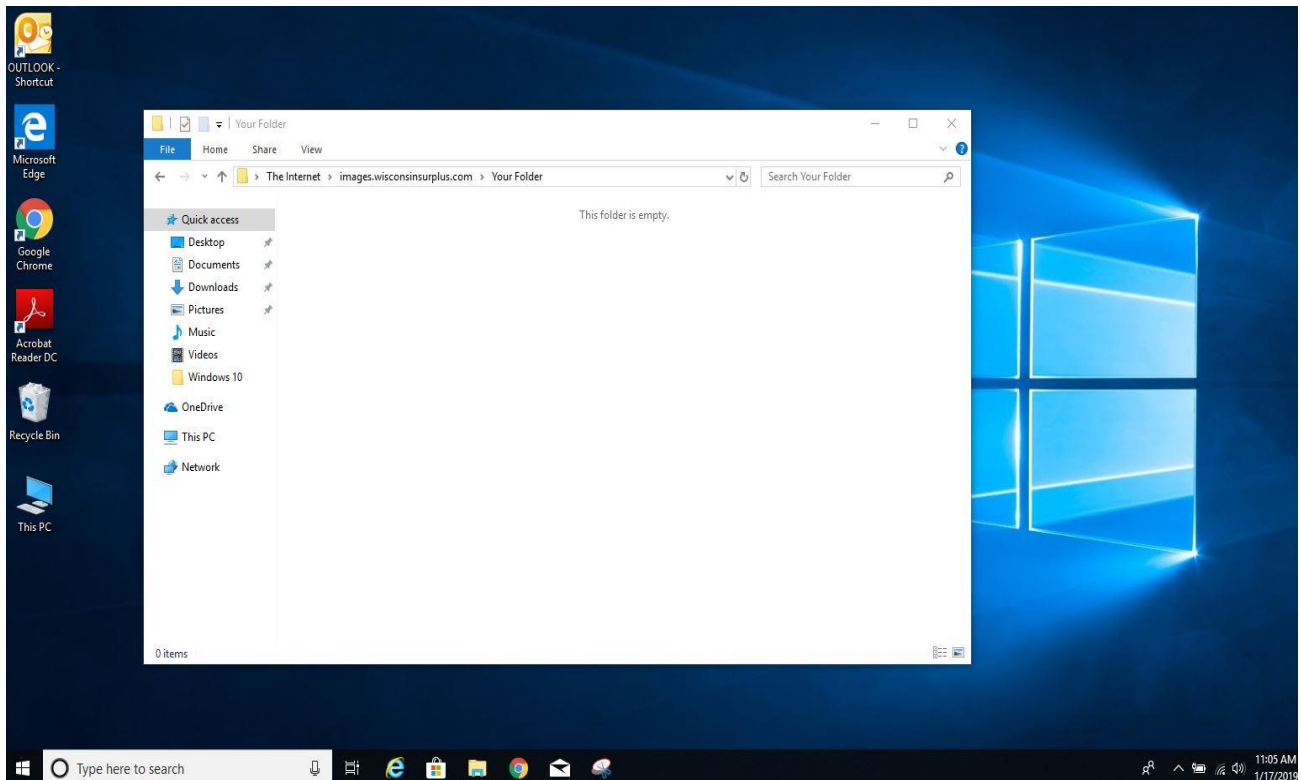 OUTLOOK -
Shortcut
Microsoft
Edge
Google
Chrome
Acrobat
Reader DC
Recycle Bin
This PC
Your Folder
File Home Share View
> The Internet > images.wisconsinsurplus.com > Your Folder
Search Your Folder
Quick access
Desktop
Documents
Downloads
Pictures
Music
Videos
Windows 10
OneDrive
This PC
Network
This folder is empty.
0 items
Type here to search
11:05 AM
1/17/2019